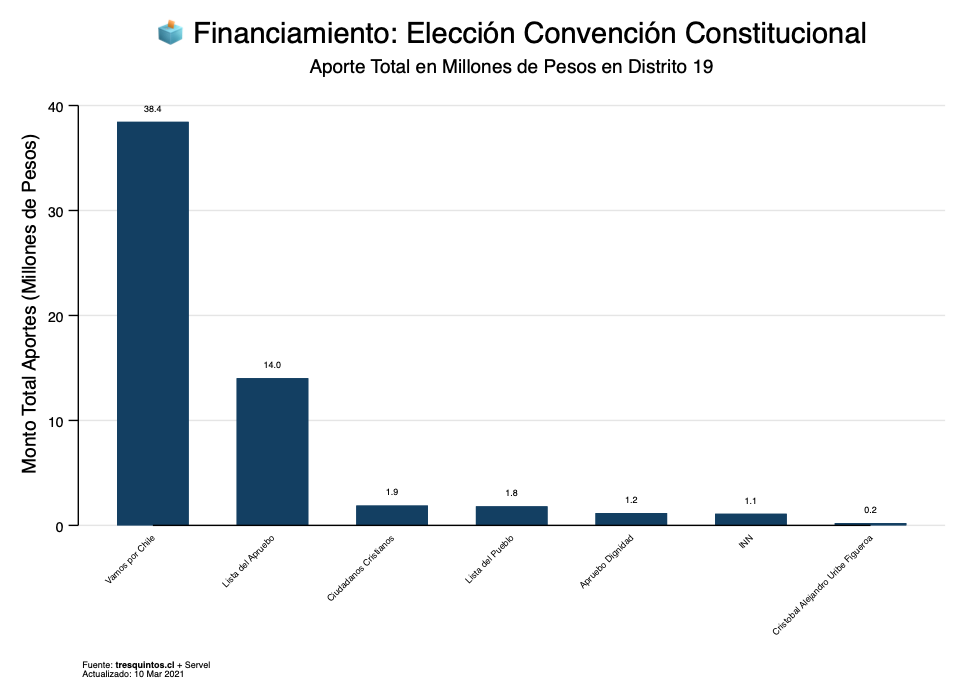 Financiamiento: Elección Convención Constitucional
Aporte Total en Millones de Pesos en Distrito 19
Monto Total Aportes (Millones de Pesos)
40
30
20
10
0
38.4
14.0
1.9
1.8
1.2
1.1
0.2
Vamos por Chile
Lista del Apruebo
Ciudadanos Cristianos
Lista del Pueblo
Apruebo Dignidad
INN
Cristobal Alejandro Uribe Figueroa
Fuente: tresquintos.cl + Servel
Actualizado: 10 Mar 2021